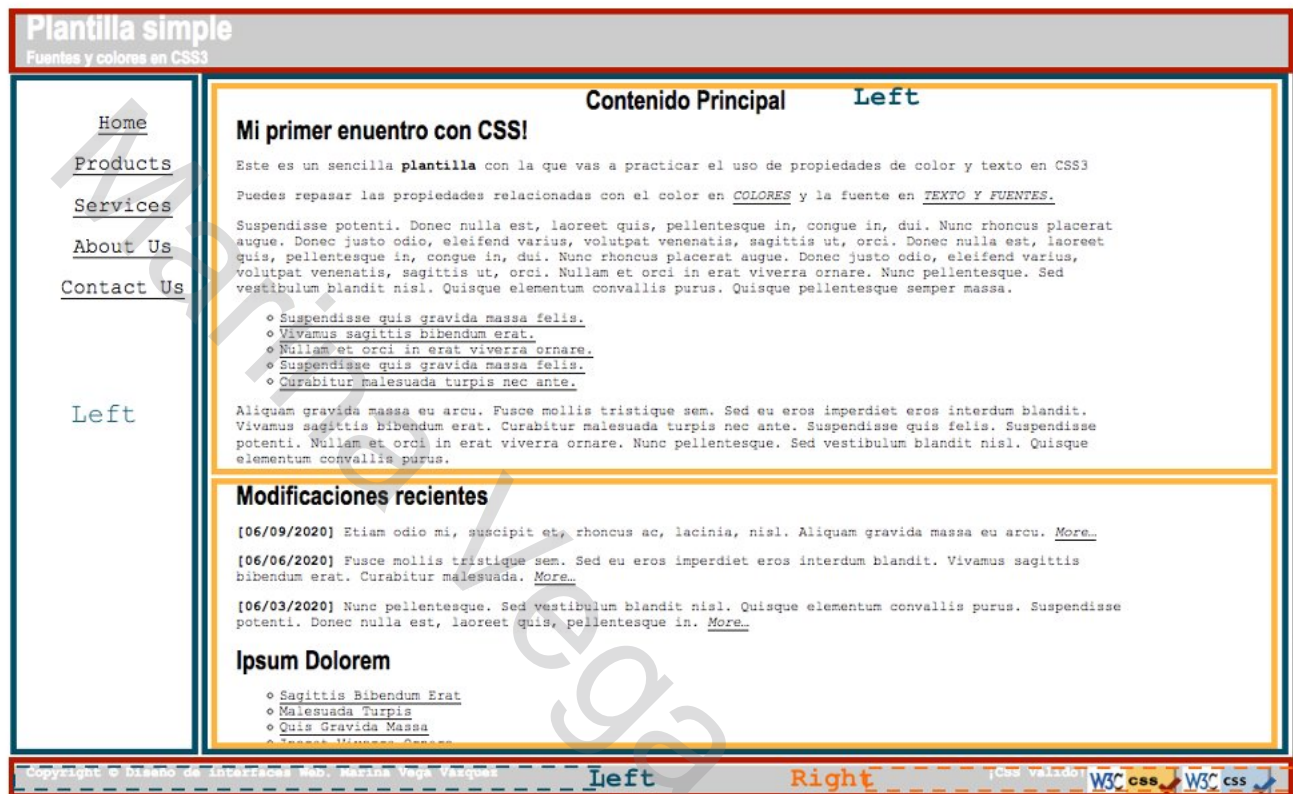 Plantilla simple
Fuentes y colores en CSS3
Home
Products
Services
About Us
Contact Us
Left
Contenido Principal Left
Mi primer enuentro con CSS!
Este es un sencilla plantilla con la que vas a practicar el uso de propiedades de color y texto en CSS3
Puedes repasar las propiedades relacionadas con el color en COLORES y la fuente en TEXTO Y FUENTES.
Suspendisse potenti. Donec nulla est, laoreet quis, pellentesque in, congue in, dui. Nunc rhoncus placerat
augue. Donec justo odio, eleifend varius, volutpat venenatis, sagittis ut, orci. Donec nulla est, laoreet
quis, pellentesque in, congue in, dui. Nunc rhoncus placerat augue. Donec justo odio, eleifend varius,
volutpat venenatis, sagittis ut, orci. Nullam et orci in erat viverra ornare. Nunc pellentesque. Sed
vestibulum blandit nisl. Quisque elementum convallis purus. Quisque pellentesque semper massa.
Suspendisse quis gravida massa felis.
Vivamus sagittis bibendum erat.
Nullam et orci in erat viverra ornare.
Suspendisse quis gravida massa felis.
Curabitur malesuada turpis nec ante.
Aliquam gravida massa eu arcu. Fusce mollis tristique sem. Sed eu eros imperdiet eros interdum blandit.
Vivamus sagittis bibendum erat. Curabitur malesuada turpis nec ante. Suspendisse quis felis. Suspendisse
potenti. Nullam et orci in erat viverra ornare. Nunc pellentesque. Sed vestibulum blandit nisl. Quisque
elementum convallis purus.
Modificaciones recientes
[06/09/2020] Etiam odio mi, suscipit et, rhoncus ac, lacinia, nisl. Aliquam gravida massa eu arcu. More…
[06/06/2020] Fusce mollis tristique sem. Sed eu eros imperdiet eros interdum blandit. Vivamus sagittis
bibendum erat. Curabitur malesuada. More…
[06/03/2020] Nunc pellentesque. Sed vestibulum blandit nisl. Quisque elementum convallis purus. Suspendisse
potenti. Donec nulla est, laoreet quis, pellentesque in. More…
Ipsum Dolorem
Sagittis Bibendum Erat
Malesuada Turpis
Quis Gravida Massa
Copyright © Diseño de interfaces Web. Marina Vega Vázquez Left Right ¡Css válido! W3C css W3C css
Marina Vega